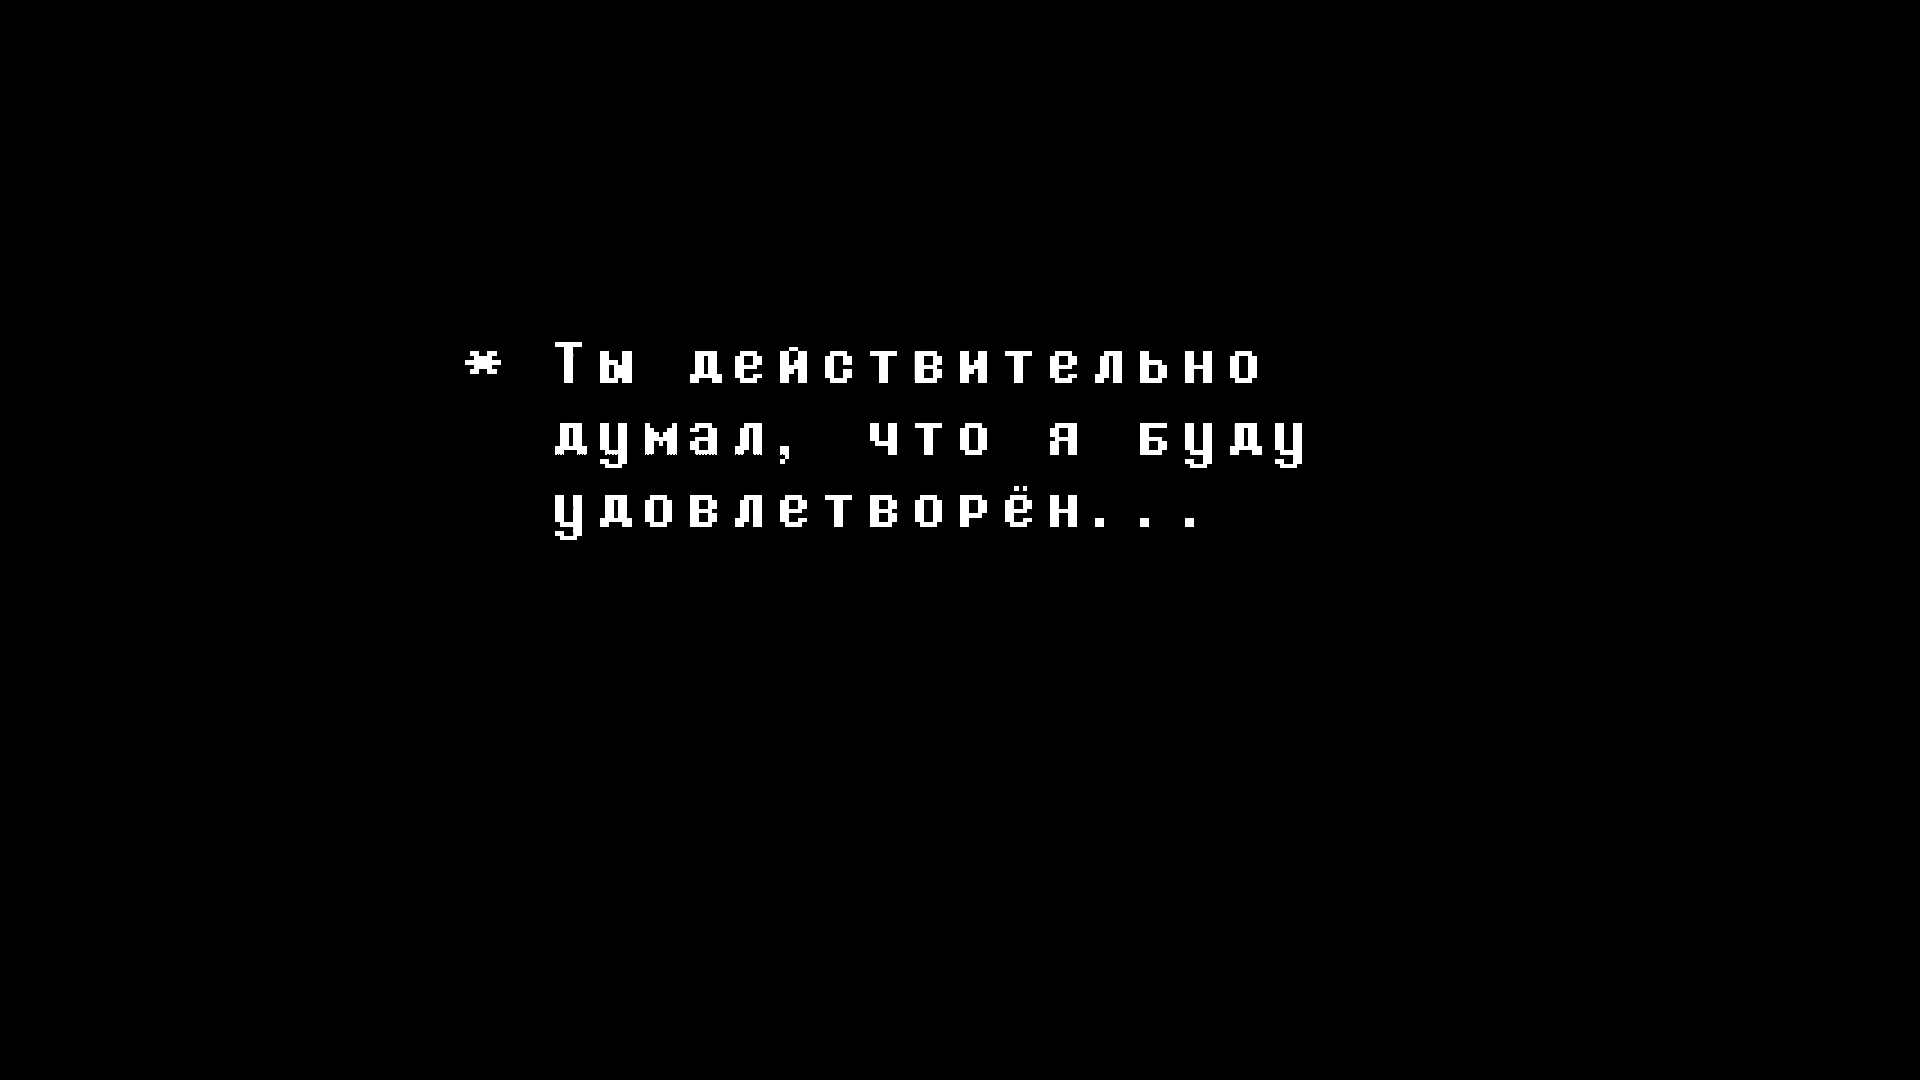 * Ты действительно
думал, что я буду
удовлетворён...